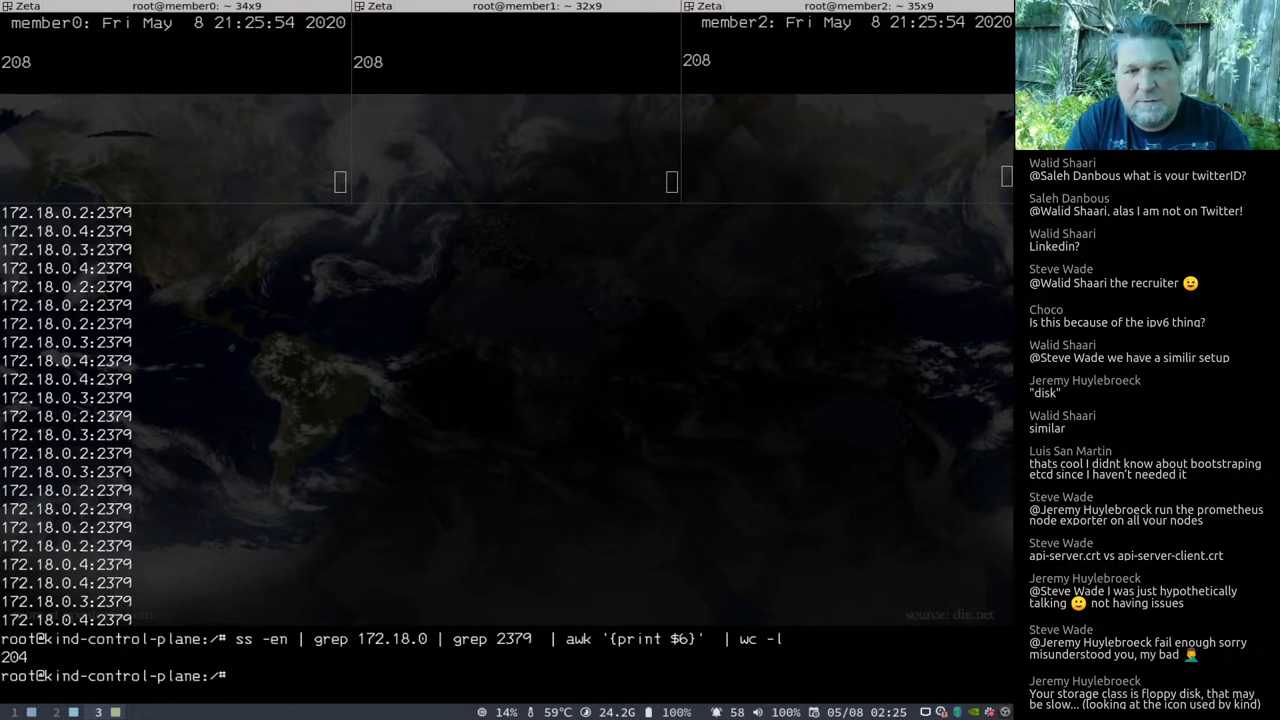 Zeta
root@member0: ~ 34x9
Zeta
root@member1: ~ 32x9
Zeta
root@member2: ~ 35x9
member0: Fri May  8 21:25:54 2020
member2: Fri May  8 21:25:54 2020
208
208
208
172.18.0.2:2379
172.18.0.4:2379
172.18.0.3:2379
172.18.0.4:2379
172.18.0.2:2379
172.18.0.2:2379
172.18.0.2:2379
172.18.0.3:2379
172.18.0.4:2379
172.18.0.4:2379
172.18.0.3:2379
172.18.0.2:2379
172.18.0.3:2379
172.18.0.2:2379
172.18.0.3:2379
172.18.0.2:2379
172.18.0.2:2379
172.18.0.2:2379
172.18.0.2:2379
172.18.0.4:2379
172.18.0.4:2379
172.18.0.3:2379
172.18.0.4:2379
source: die.net
root@kind-control-plane:/# ss -en | grep 172.18.0 | grep 2379  | awk '{print $6}'  | wc -l
204
root@kind-control-plane:/#
1 2 3
14% 59℃ 24.2G 100% 58 100% 05/08 02:25
Walid Shaari
@Saleh Danbous what is your twitterID?
Saleh Danbous
@Walid Shaari, alas I am not on Twitter!
Walid Shaari
Linkedin?
Steve Wade
@Walid Shaari the recruiter 😉
Choco
Is this because of the ipv6 thing?
Walid Shaari
@Steve Wade we have a similir setup
Jeremy Huylebroeck
"disk"
Walid Shaari
similar
Luis San Martin
thats cool I didnt know about bootstraping
etcd since I haven't needed it
Steve Wade
@Jeremy Huylebroeck run the prometheus
node exporter on all your nodes
Steve Wade
api-server.crt vs api-server-client.crt
Jeremy Huylebroeck
@Steve Wade I was just hypothetically
talking 🙂 not having issues
Steve Wade
@Jeremy Huylebroeck fail enough sorry
misunderstood you, my bad 🤦‍♂️
Jeremy Huylebroeck
Your storage class is floppy disk, that may
be slow... (looking at the icon used by kind)